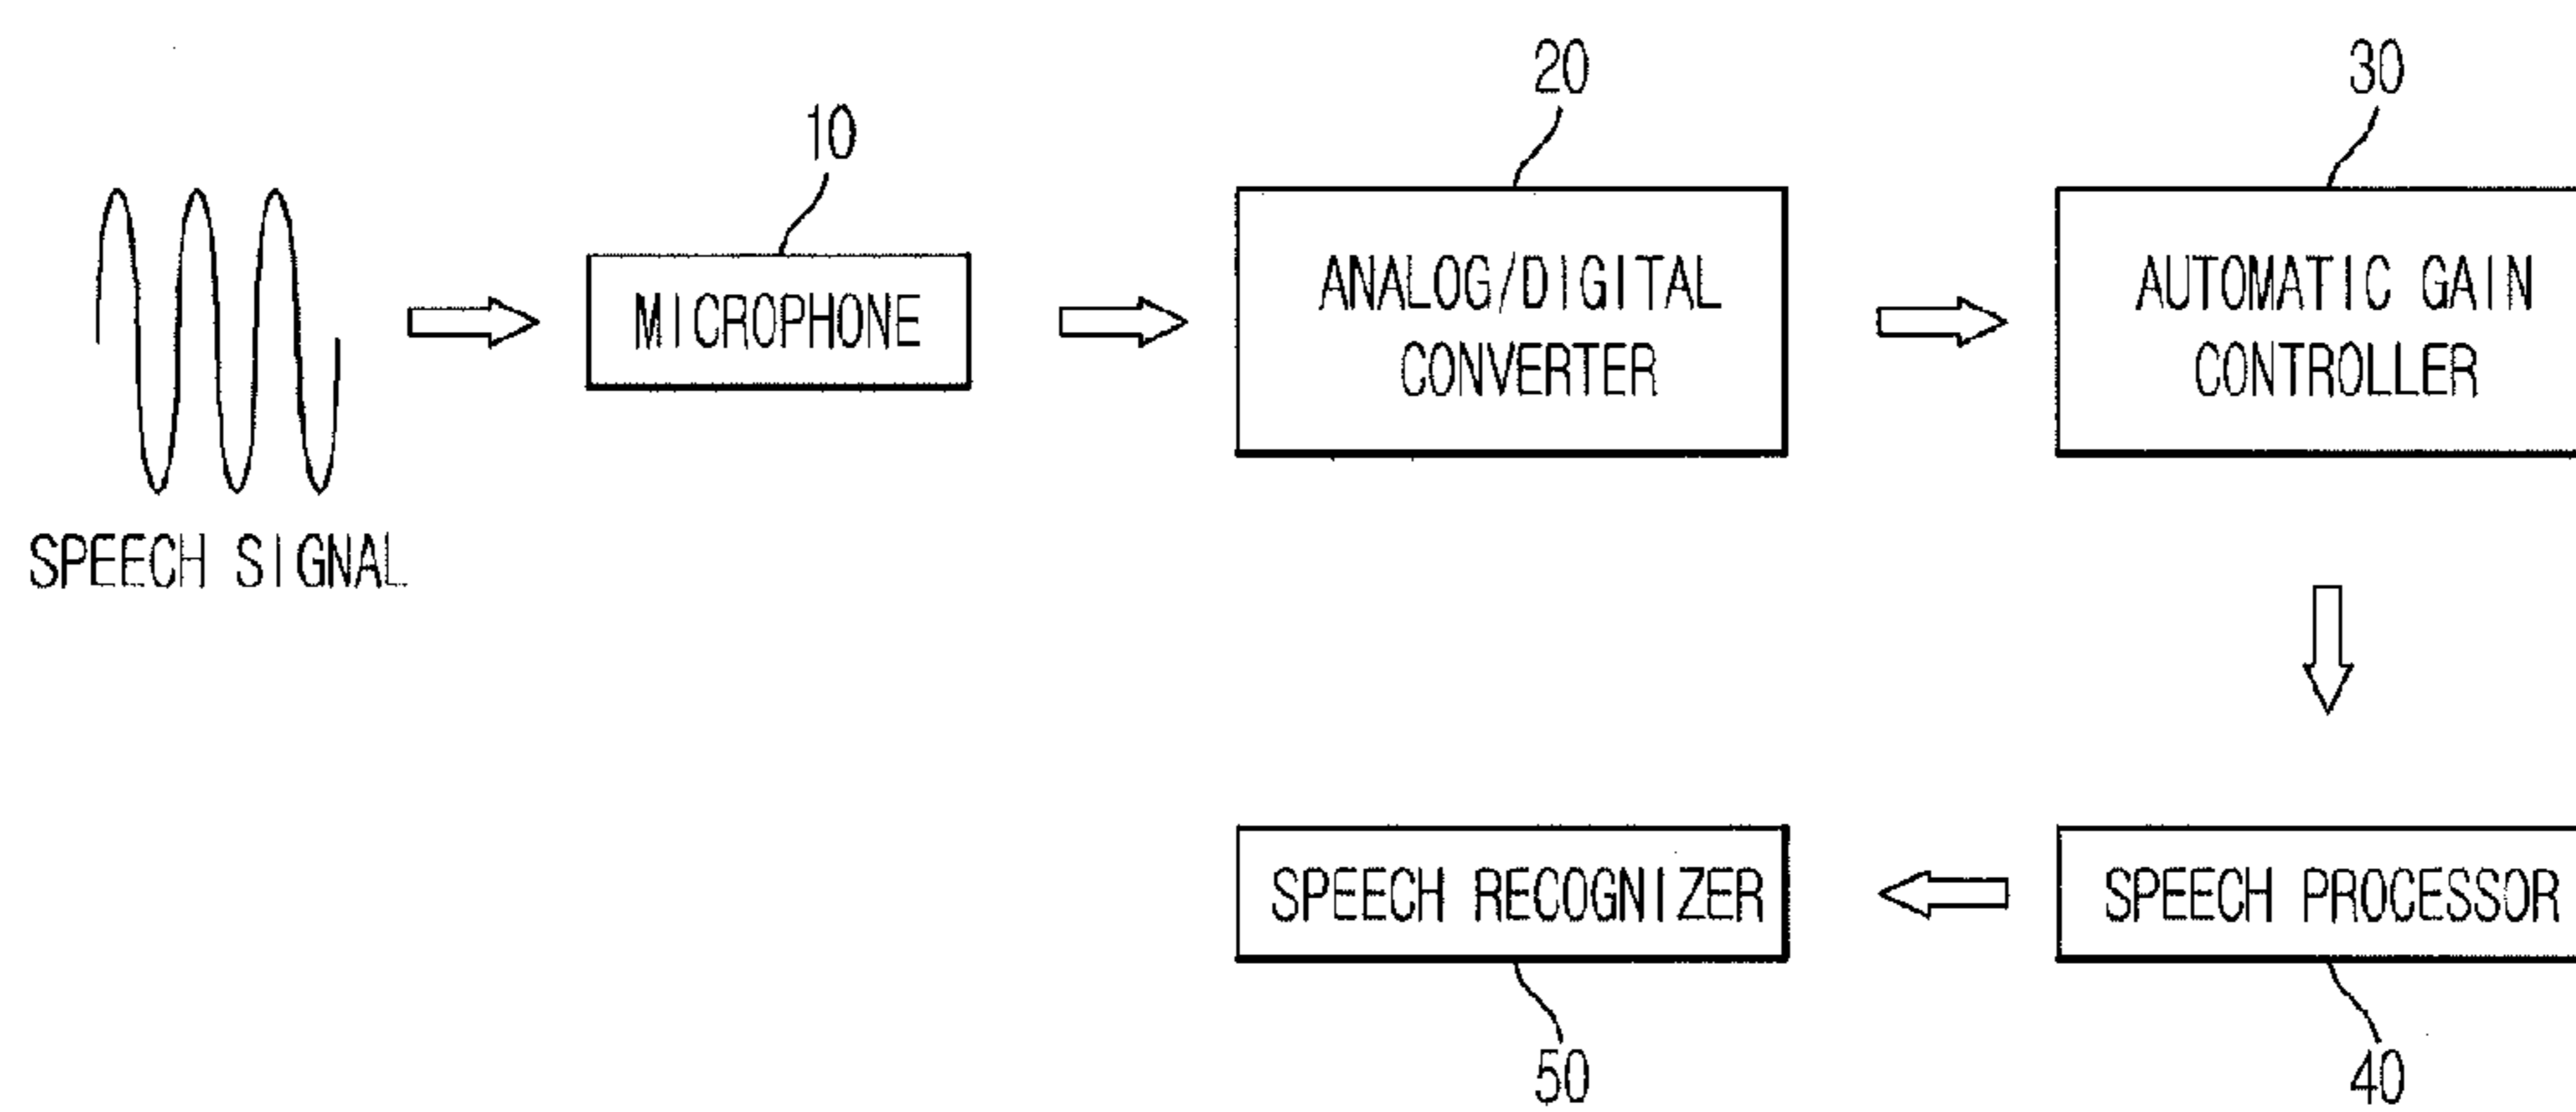 20
30
10
ANALOG/DIGITAL
CONVERTER
AUTOMATIC GAIN
CONTROLLER
MICROPHONE
SPEECH SIGNAL
SPEECH RECOGNIZER
SPEECH PROCESSOR
50
40